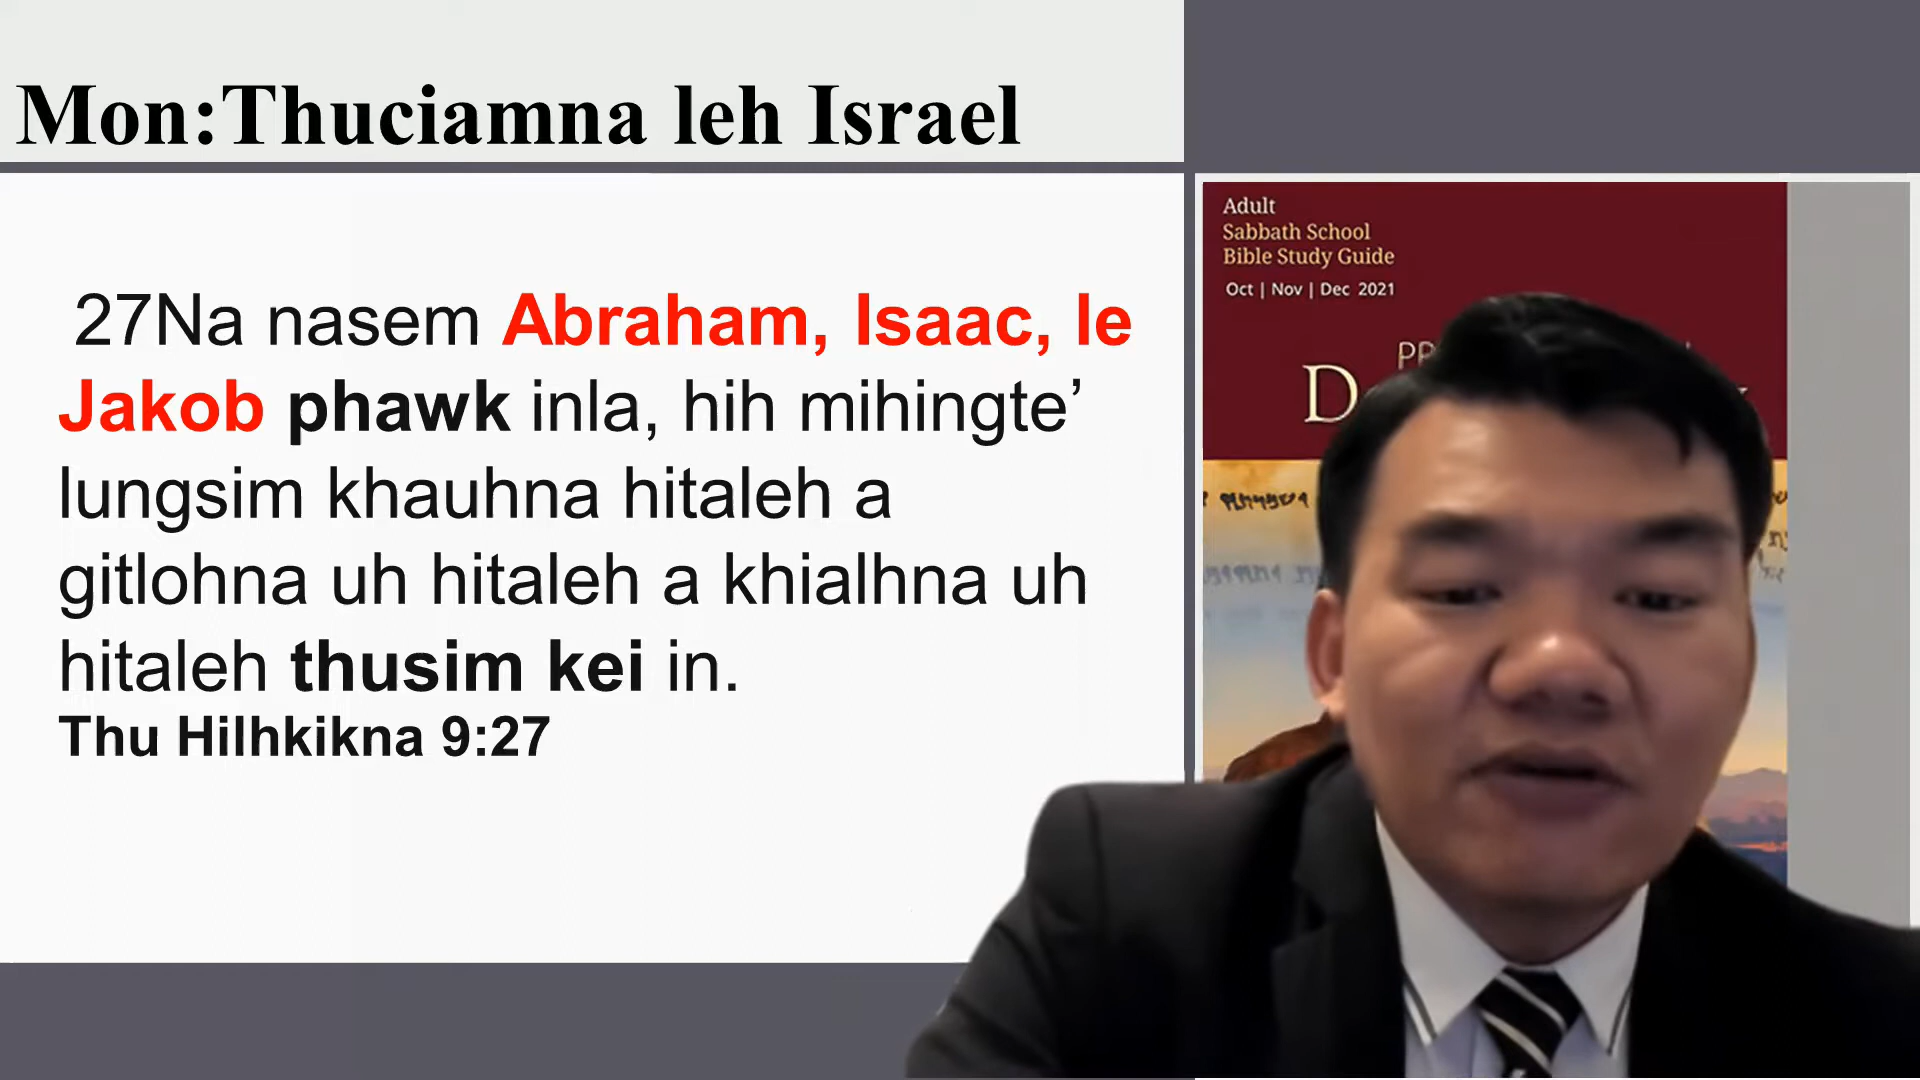 Mon:Thuciamna leh Israel
27Na nasem Abraham, Isaac, le
Jakob phawk inla, hih mihingte’
lungsim khauhna hitaleh a
gitlohna uh hitaleh a khialhna uh
hitaleh thusim kei in.
Thu Hilhkikna 9:27
Adult
Sabbath School
Bible Study Guide
Oct | Nov | Dec 2021